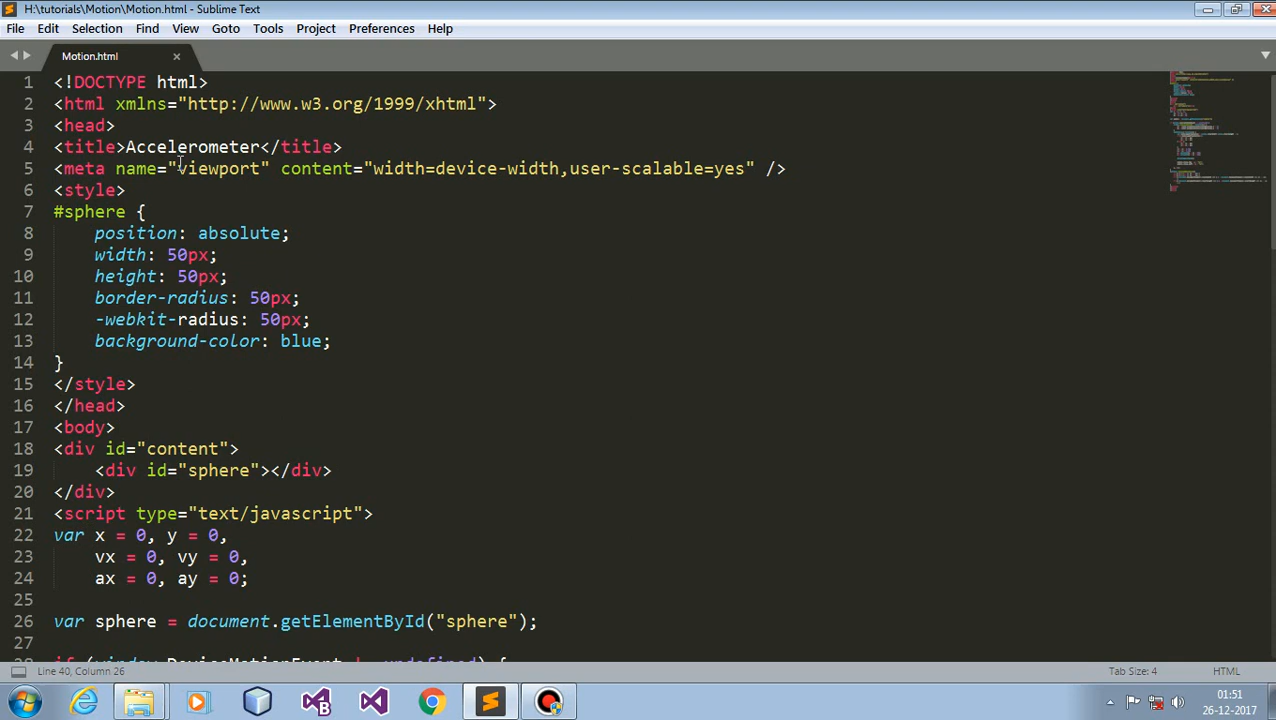 H:\tutorials\Motion\Motion.html - Sublime Text
File Edit Selection Find View Goto Tools Project Preferences Help
Motion.html
1 <!DOCTYPE html>
2 <html xmlns="http://www.w3.org/1999/xhtml">
3 <head>
4 <title>Accelerometer</title>
5 <meta name="viewport" content="width=device-width,user-scalable=yes"  />
6 <style>
7 #sphere {
8     position: absolute;
9     width: 50px;
10     height: 50px;
11     border-radius: 50px;
12     -webkit-radius: 50px;
13     background-color: blue;
14 }
15 </style>
16 </head>
17 <body>
18 <div id="content">
19     <div id="sphere"></div>
20 </div>
21 <script type="text/javascript">
22 var x = 0, y = 0,
23     vx = 0, vy = 0,
24     ax = 0, ay = 0;
25
26 var sphere = document.getElementById("sphere");
27
Line 40, Column 26
Tab Size: 4
HTML
01:51
26-12-2017